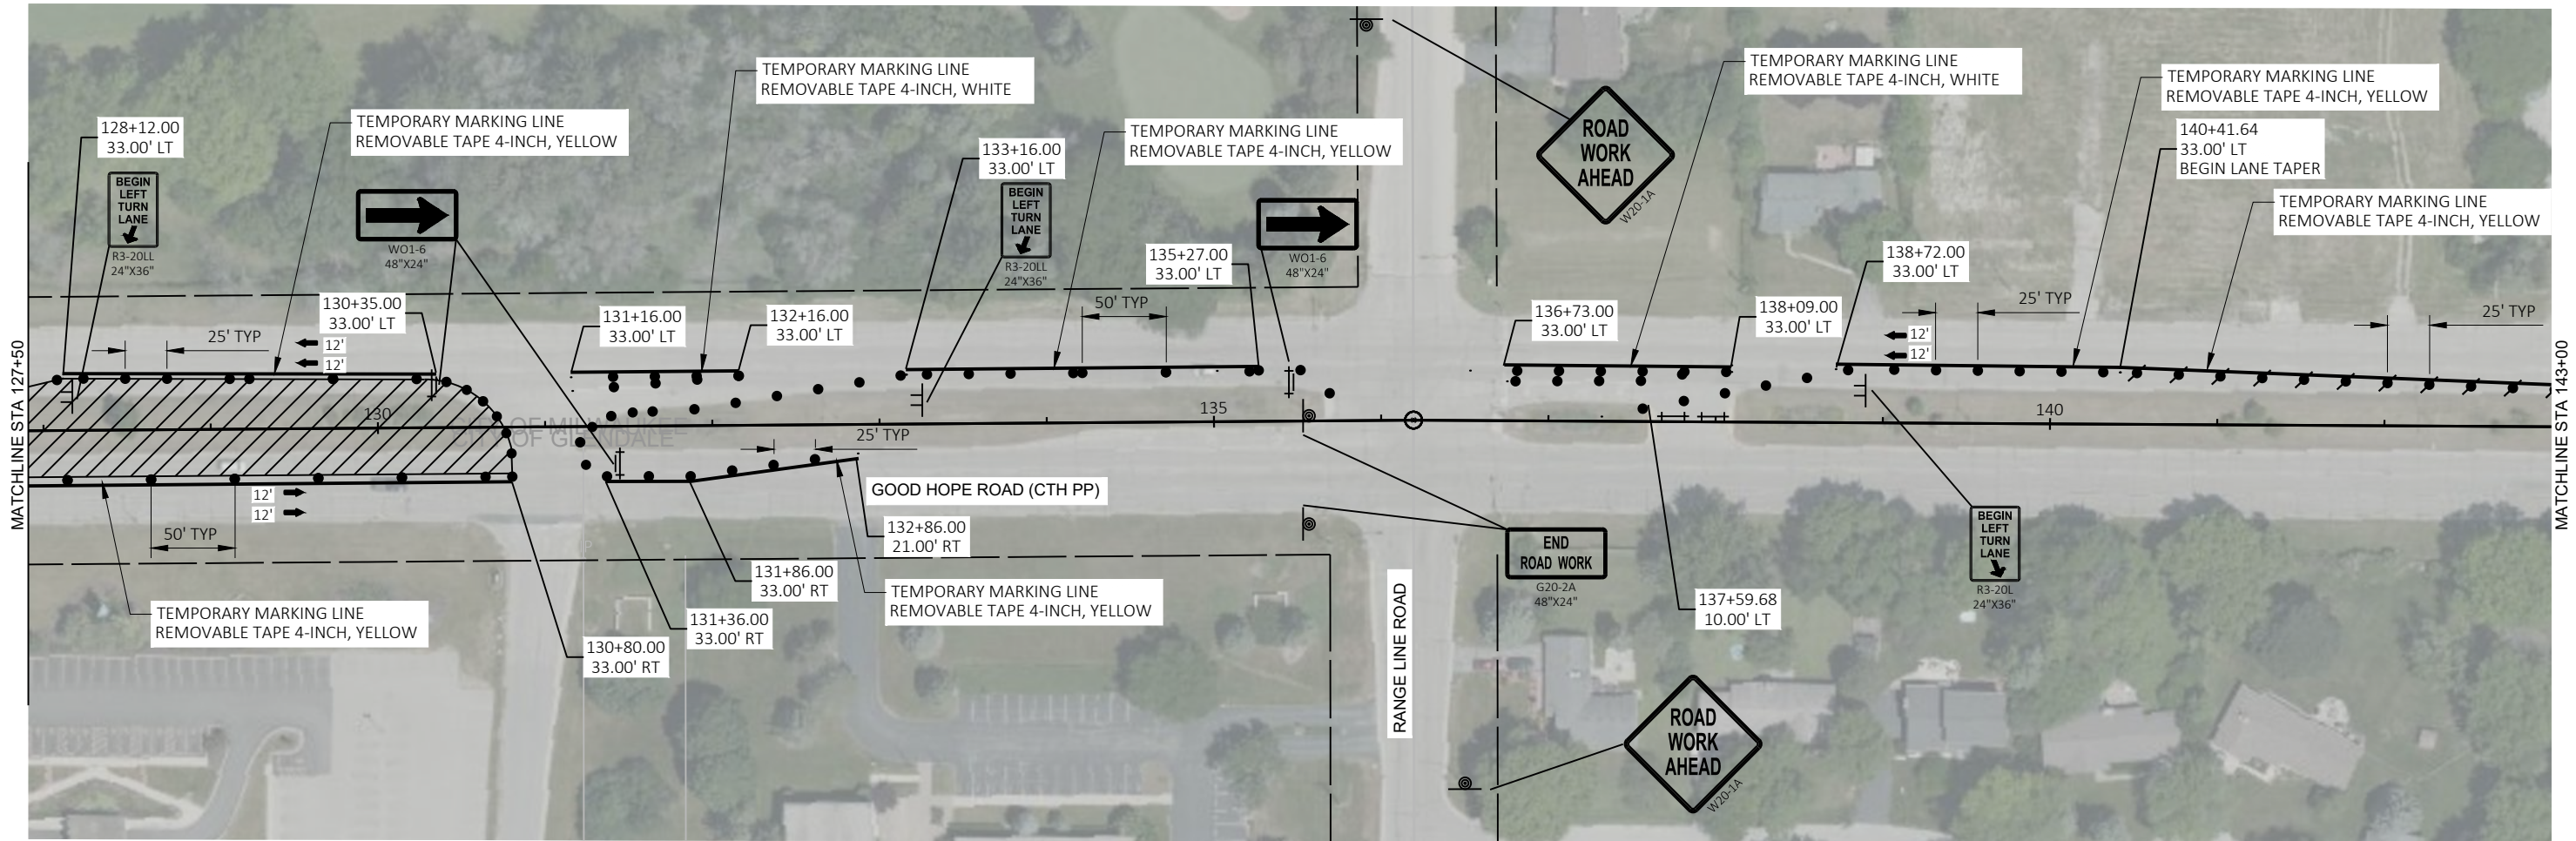 TEMPORARY MARKING LINE
REMOVABLE TAPE 4-INCH, WHITE
TEMPORARY MARKING LINE
REMOVABLE TAPE 4-INCH, WHITE
TEMPORARY MARKING LINE
REMOVABLE TAPE 4-INCH, YELLOW
128+12.00
33.00' LT
TEMPORARY MARKING LINE
REMOVABLE TAPE 4-INCH, YELLOW
133+16.00
33.00' LT
TEMPORARY MARKING LINE
REMOVABLE TAPE 4-INCH, YELLOW
ROAD
WORK
AHEAD
W20-1A
140+41.64
33.00' LT
BEGIN LANE TAPER
TEMPORARY MARKING LINE
REMOVABLE TAPE 4-INCH, YELLOW
BEGIN
LEFT
TURN
LANE
R3-20LL
24"X36"
WO1-6
48"X24"
BEGIN
LEFT
TURN
LANE
R3-20LL
24"X36"
135+27.00
33.00' LT
WO1-6
48"X24"
138+72.00
33.00' LT
130+35.00
33.00' LT
131+16.00
33.00' LT
132+16.00
33.00' LT
50' TYP
136+73.00
33.00' LT
138+09.00
33.00' LT
25' TYP
25' TYP
25' TYP
12'
12'
12'
12'
MATCHLINE STA 127+50
130
135
140
MATCHLINE STA 143+00
CITY OF MILWAUKEE
CITY OF GLENDALE
25' TYP
GOOD HOPE ROAD (CTH PP)
12'
12'
50' TYP
132+86.00
21.00' RT
END
ROAD WORK
G20-2A
48"X24"
BEGIN
LEFT
TURN
LANE
R3-20L
24"X36"
131+86.00
33.00' RT
TEMPORARY MARKING LINE
REMOVABLE TAPE 4-INCH, YELLOW
137+59.68
10.00' LT
TEMPORARY MARKING LINE
REMOVABLE TAPE 4-INCH, YELLOW
131+36.00
33.00' RT
130+80.00
33.00' RT
RANGE LINE ROAD
ROAD
WORK
AHEAD
W20-1A